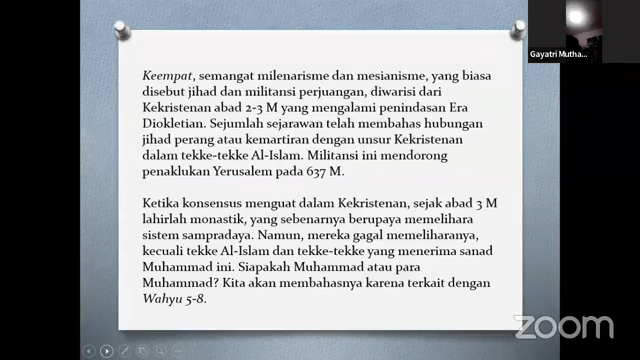 Gayatri Mutha...
Keempat, semangat milenarisme dan mesianisme, yang biasa
disebut jihad dan militansi perjuangan, diwarisi dari
Kekristenan abad 2-3 M yang mengalami penindasan Era
Diokletian. Sejumlah sejarawan telah membahas hubungan
jihad perang atau kemartiran dengan unsur Kekristenan
dalam tekke-tekke Al-Islam. Militansi ini mendorong
penaklukan Yerusalem pada 637 M.
Ketika konsensus menguat dalam Kekristenan, sejak abad 3 M
lahirlah monastik, yang sebenarnya berupaya memelihara
sistem sampradaya. Namun, mereka gagal memeliharanya,
kecuali tekke Al-Islam dan tekke-tekke yang menerima sanad
Muhammad ini. Siapakah Muhammad atau para
Muhammad? Kita akan membahasnya karena terkait dengan
Wahyu 5-8.
zoom